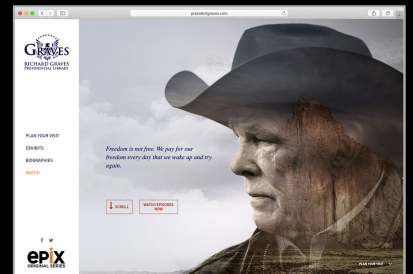 presidentgraves.com
GRAVES
RICHARD GRAVES
PRESIDENTIAL LIBRARY
PLAN YOUR VISIT
EXHIBITS
BIOGRAPHIES
WATCH
Freedom is not free. We pay for our
freedom every day that we wake up and try
again.
SCROLL
WATCH EPISODES
NOW
epix
ORIGINAL SERIES
PLAN YOUR VISIT